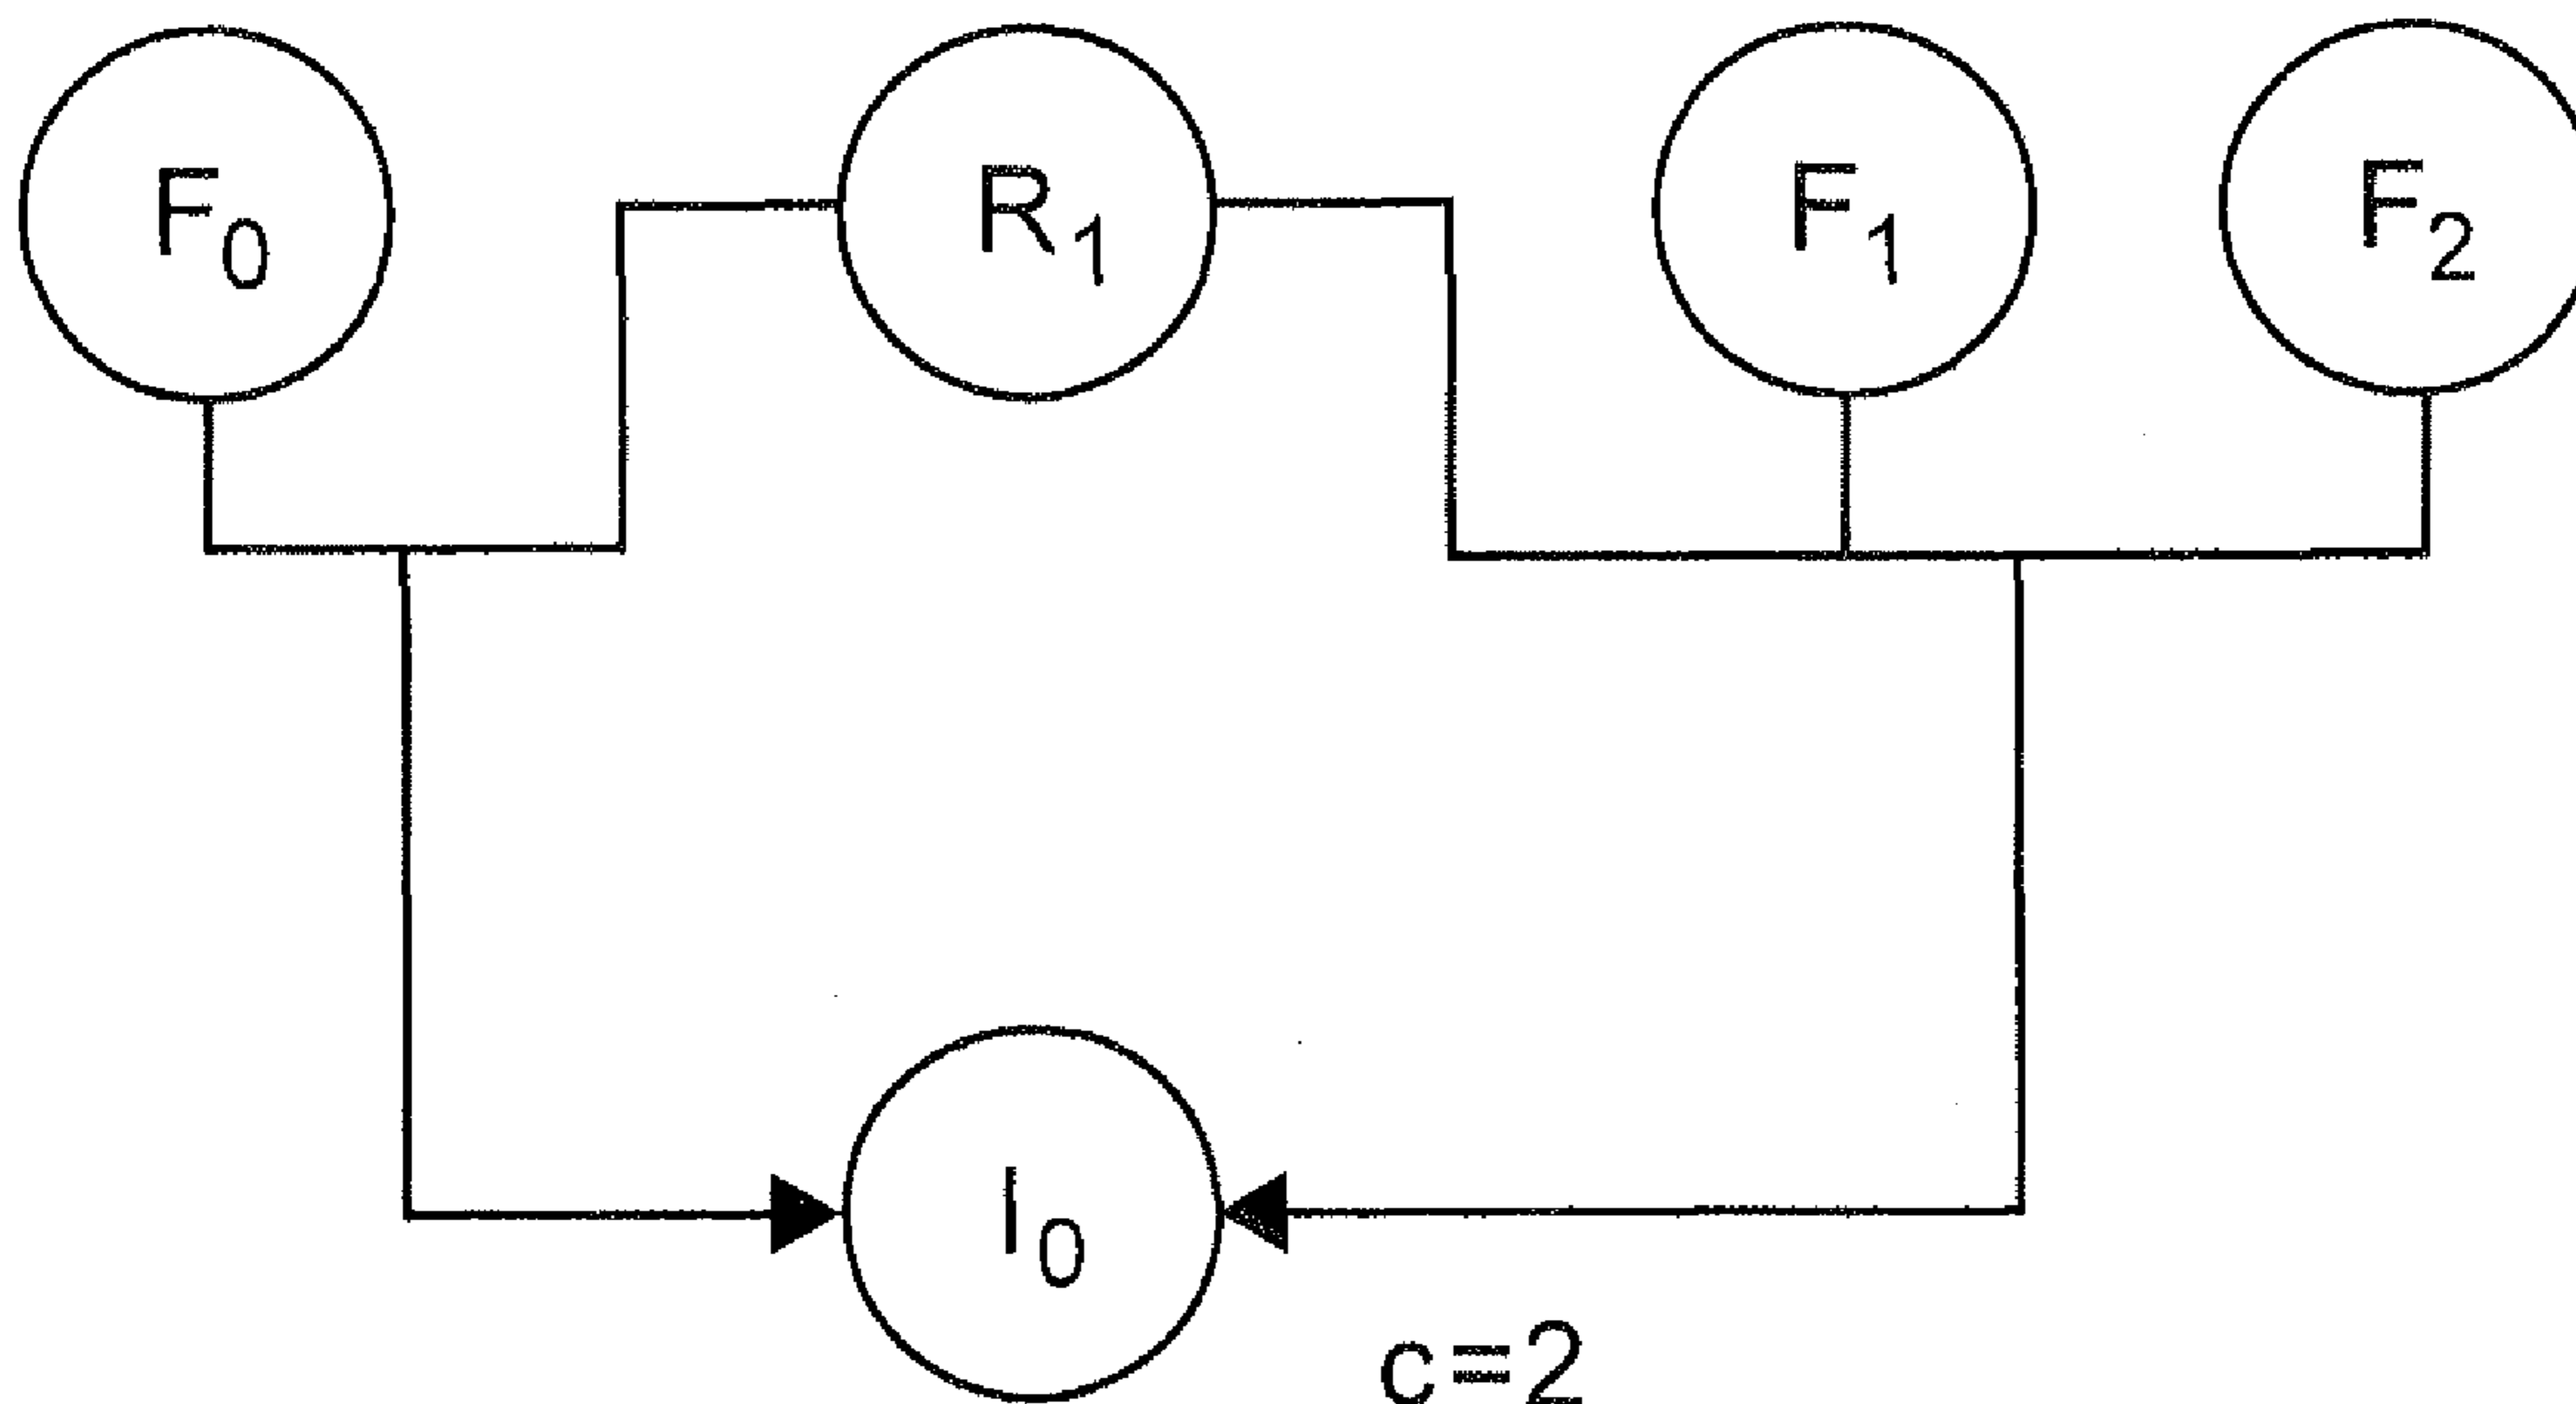 F₀ R₁ F₁ F₂
I₀
c=2